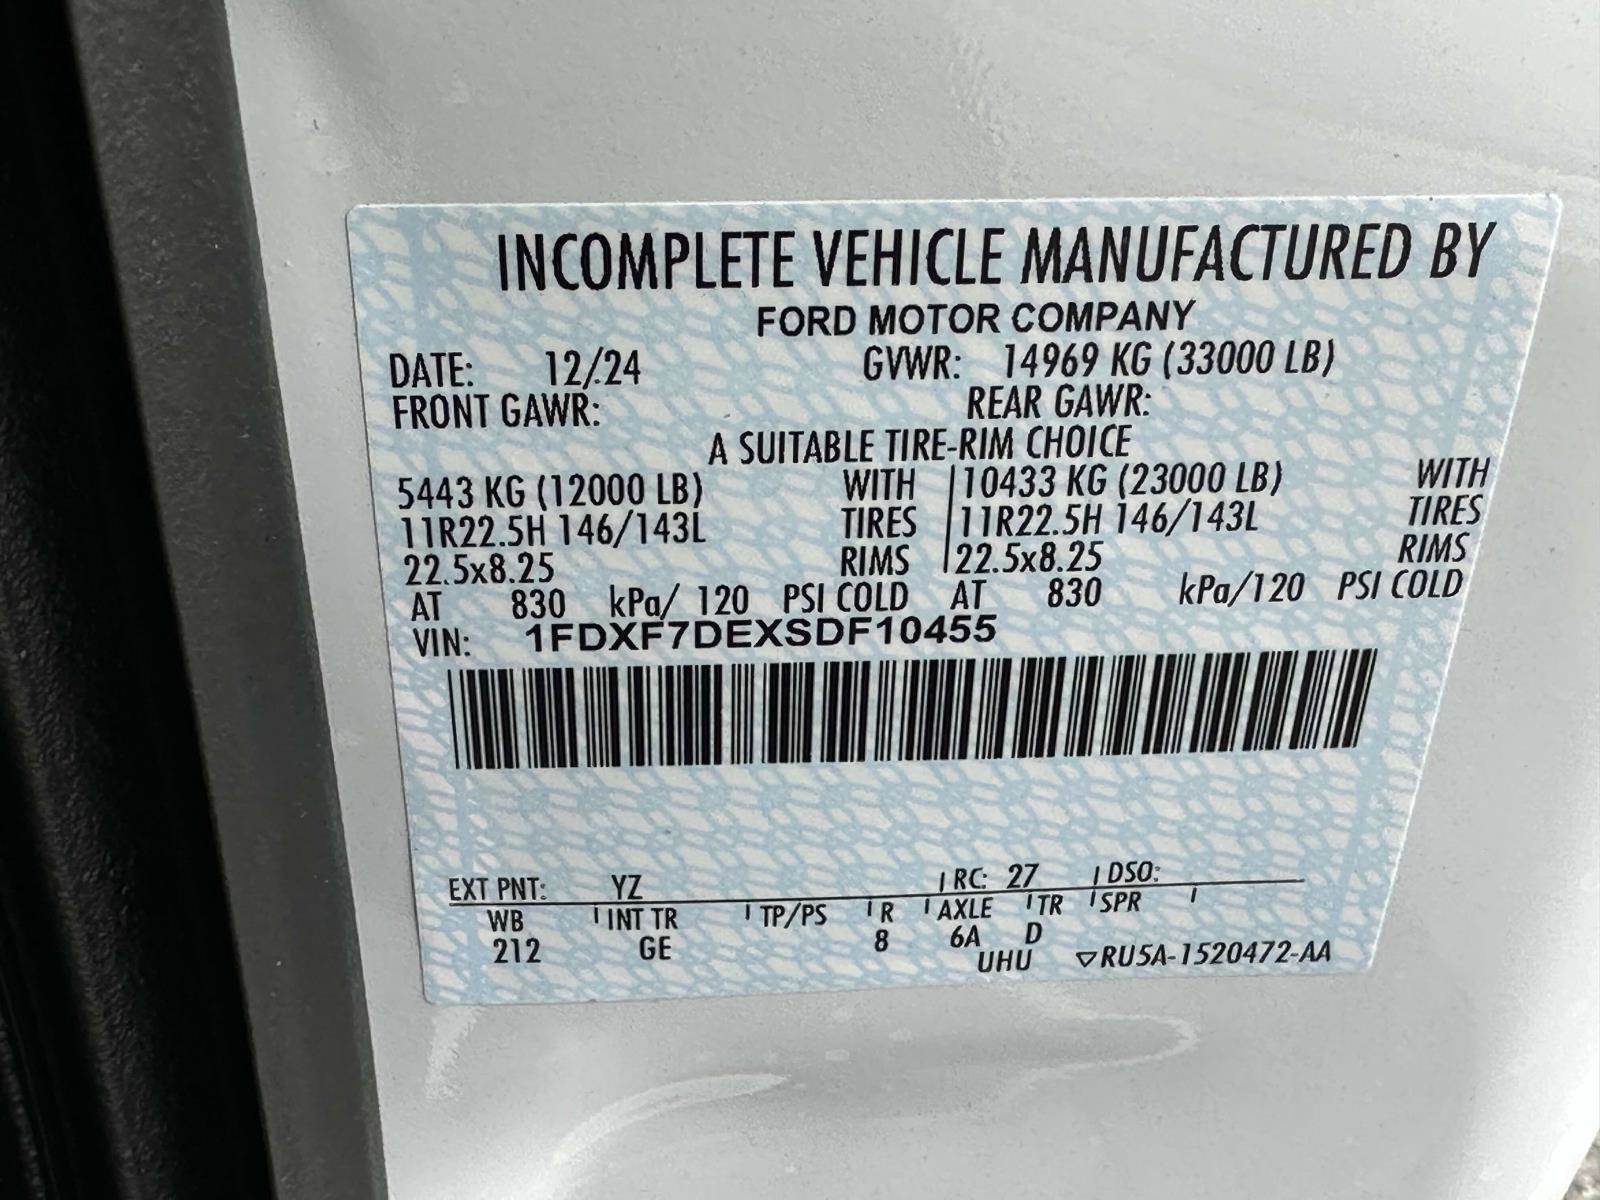 INCOMPLETE VEHICLE MANUFACTURED BY
FORD MOTOR COMPANY
DATE: 12/24 GVWR: 14969 KG (33000 LB)
FRONT GAWR: REAR GAWR:
A SUITABLE TIRE-RIM CHOICE
5443 KG (12000 LB) WITH 10433 KG (23000 LB) WITH
11R22.5H 146/143L TIRES 11R22.5H 146/143L TIRES
22.5x8.25 RIMS 22.5x8.25 RIMS
AT 830 kPa/ 120 PSI COLD AT 830 kPa/120 PSI COLD
VIN: 1FDXF7DEXSDF10455
EXT PNT: YZ RC: 27 DSO:
WB INT TR TP/PS R AXLE TR SPR
212 GE 8 6A D
UHU ▽RU5A-1520472-AA